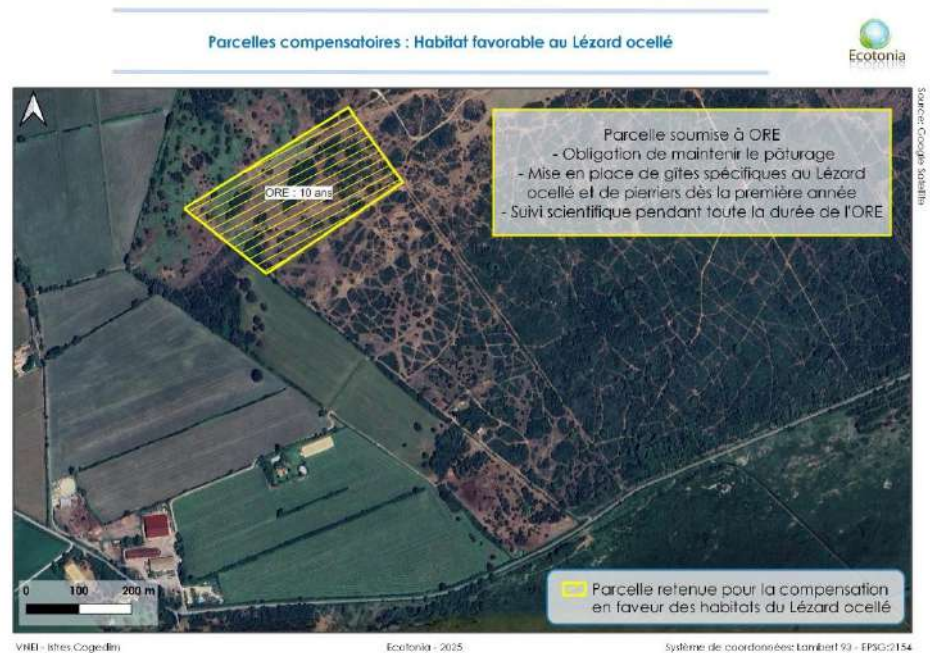 Parcelles compensatoires : Habitat favorable au Lézard ocellé
Ecotonia
Source: Google Satellite
Parcelle soumise à ORE
- Obligation de maintenir le pâturage
- Mise en place de gîtes spécifiques au Lézard
ocellé et de pierriers dès la première année
- Suivi scientifique pendant toute la durée de l'ORE
ORE : 10 ans
0 100 200 m
Parcelle retenue pour la compensation
en faveur des habitats du Lézard ocellé
VNEI - Istres Cogedim
Ecotonia - 2025
Système de coordonnées: Lambert 93 - EPSG:2154